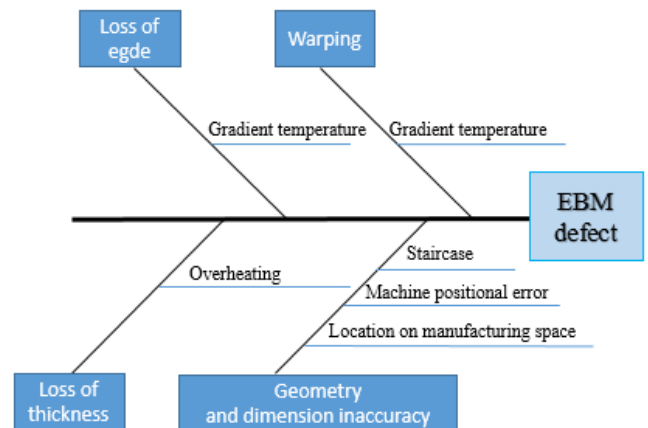 Loss of
egde
Warping
Gradient temperature
Gradient temperature
EBM
defect
Staircase
Overheating
Machine positional error
Location on manufacturing space
Loss of
thickness
Geometry
and dimension inaccuracy